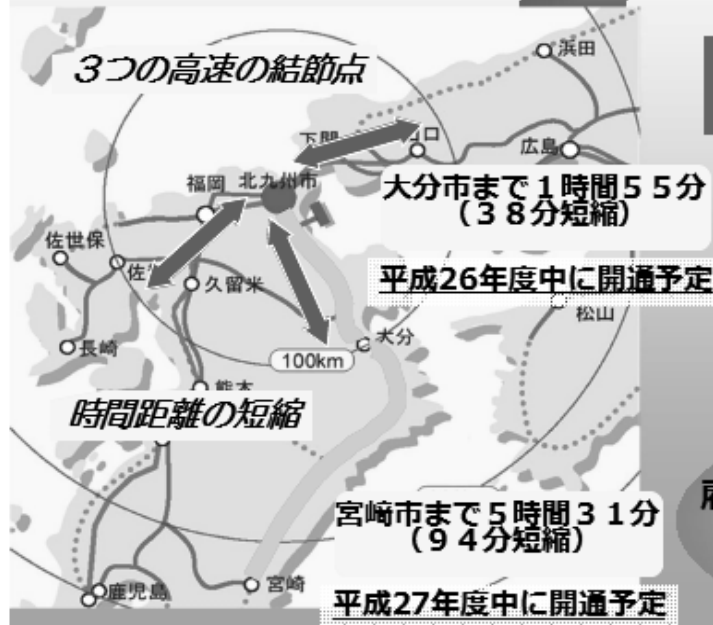 ３つの高速の結節点
浜田
下関
山口
広島
福岡
北九州市
大分市まで１時間５５分
（３８分短縮）
佐世保
久留米
平成26年度中に開通予定
松山
長崎
大分
100km
熊本
時間距離の短縮
宮崎市まで５時間３１分
（９４分短縮）
鹿児島
宮崎
平成27年度中に開通予定